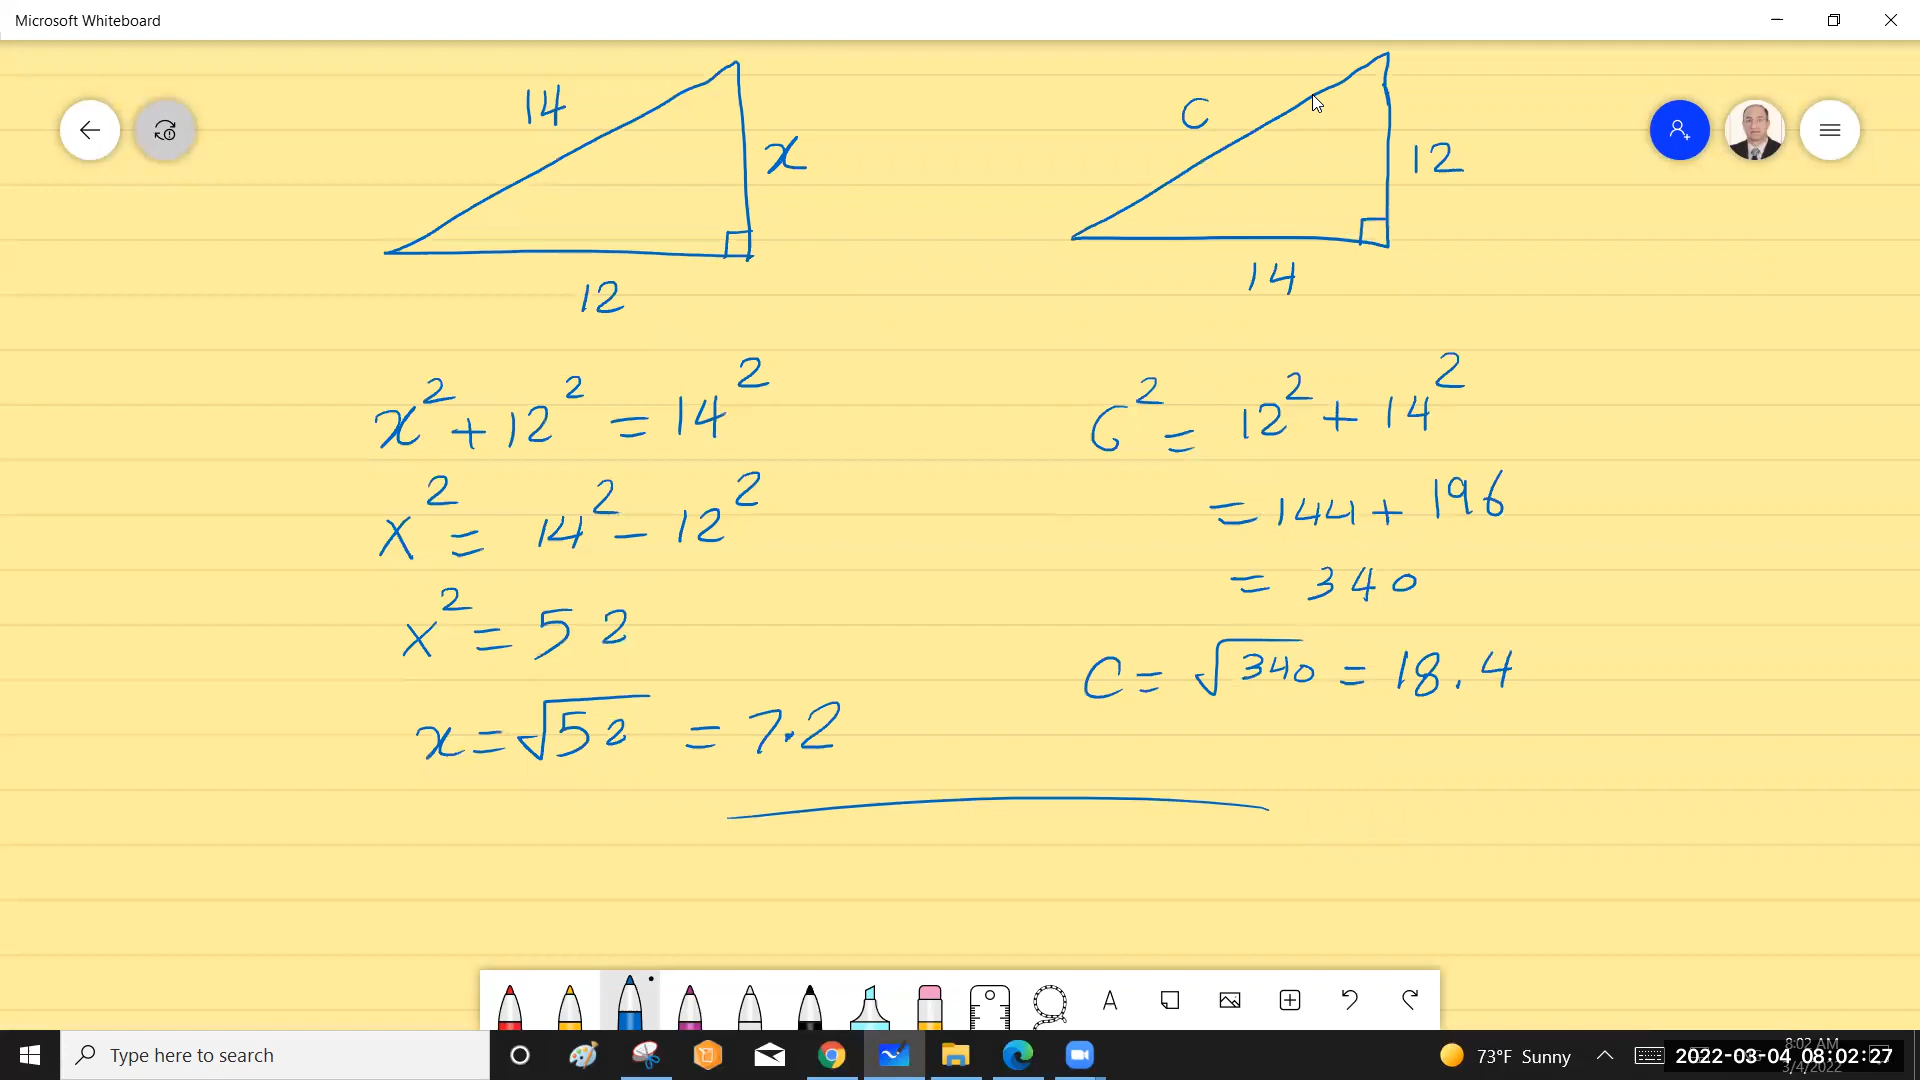 Microsoft Whiteboard
14
x
12
C
12
14
x² + 12² = 14²
x² = 14² - 12²
x² = 52
x = √52 = 7.2
C² = 12² + 14²
= 144 + 196
= 340
C = √340 = 18.4
Type here to search
73°F Sunny
8:02 AM
3/4/2022
2022-03-04 08:02:27